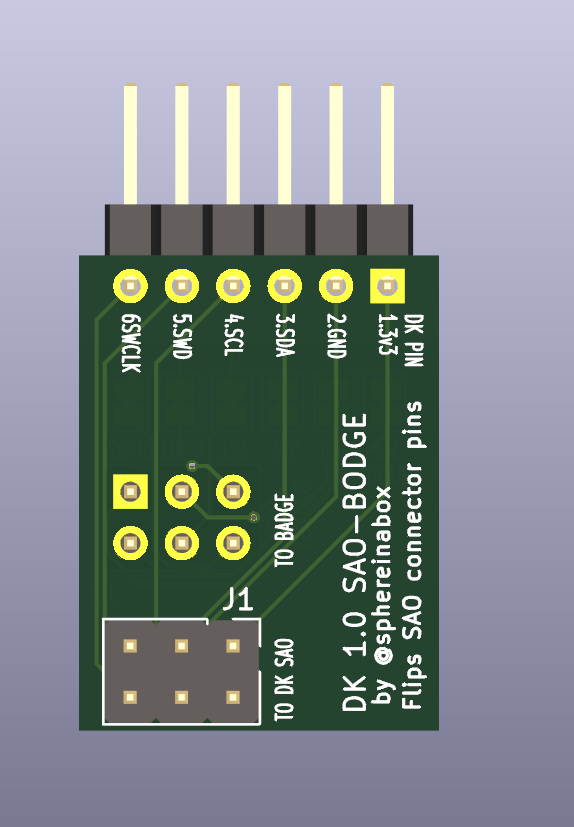 6SWCLK
5.SWD
4.SCL
3.SDA
2.GND
1.3v3
DK PIN
TO BADGE
J1
TO DK SAO
DK 1.0 SAO-BODGE
by @sphereinabox
Flips SAO connector pins